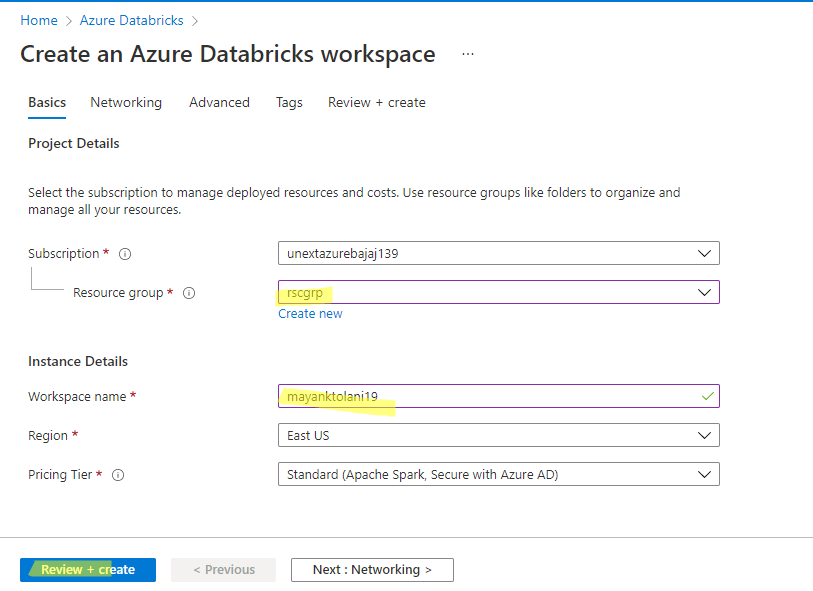 Home > Azure Databricks >
Create an Azure Databricks workspace ...
Basics Networking Advanced Tags Review + create
Project Details
Select the subscription to manage deployed resources and costs. Use resource groups like folders to organize and
manage all your resources.
Subscription * unextazurebajaj139
Resource group * rscgrp
Create new
Instance Details
Workspace name * mayanktolani19
Region * East US
Pricing Tier * Standard (Apache Spark, Secure with Azure AD)
Review + create < Previous Next : Networking >